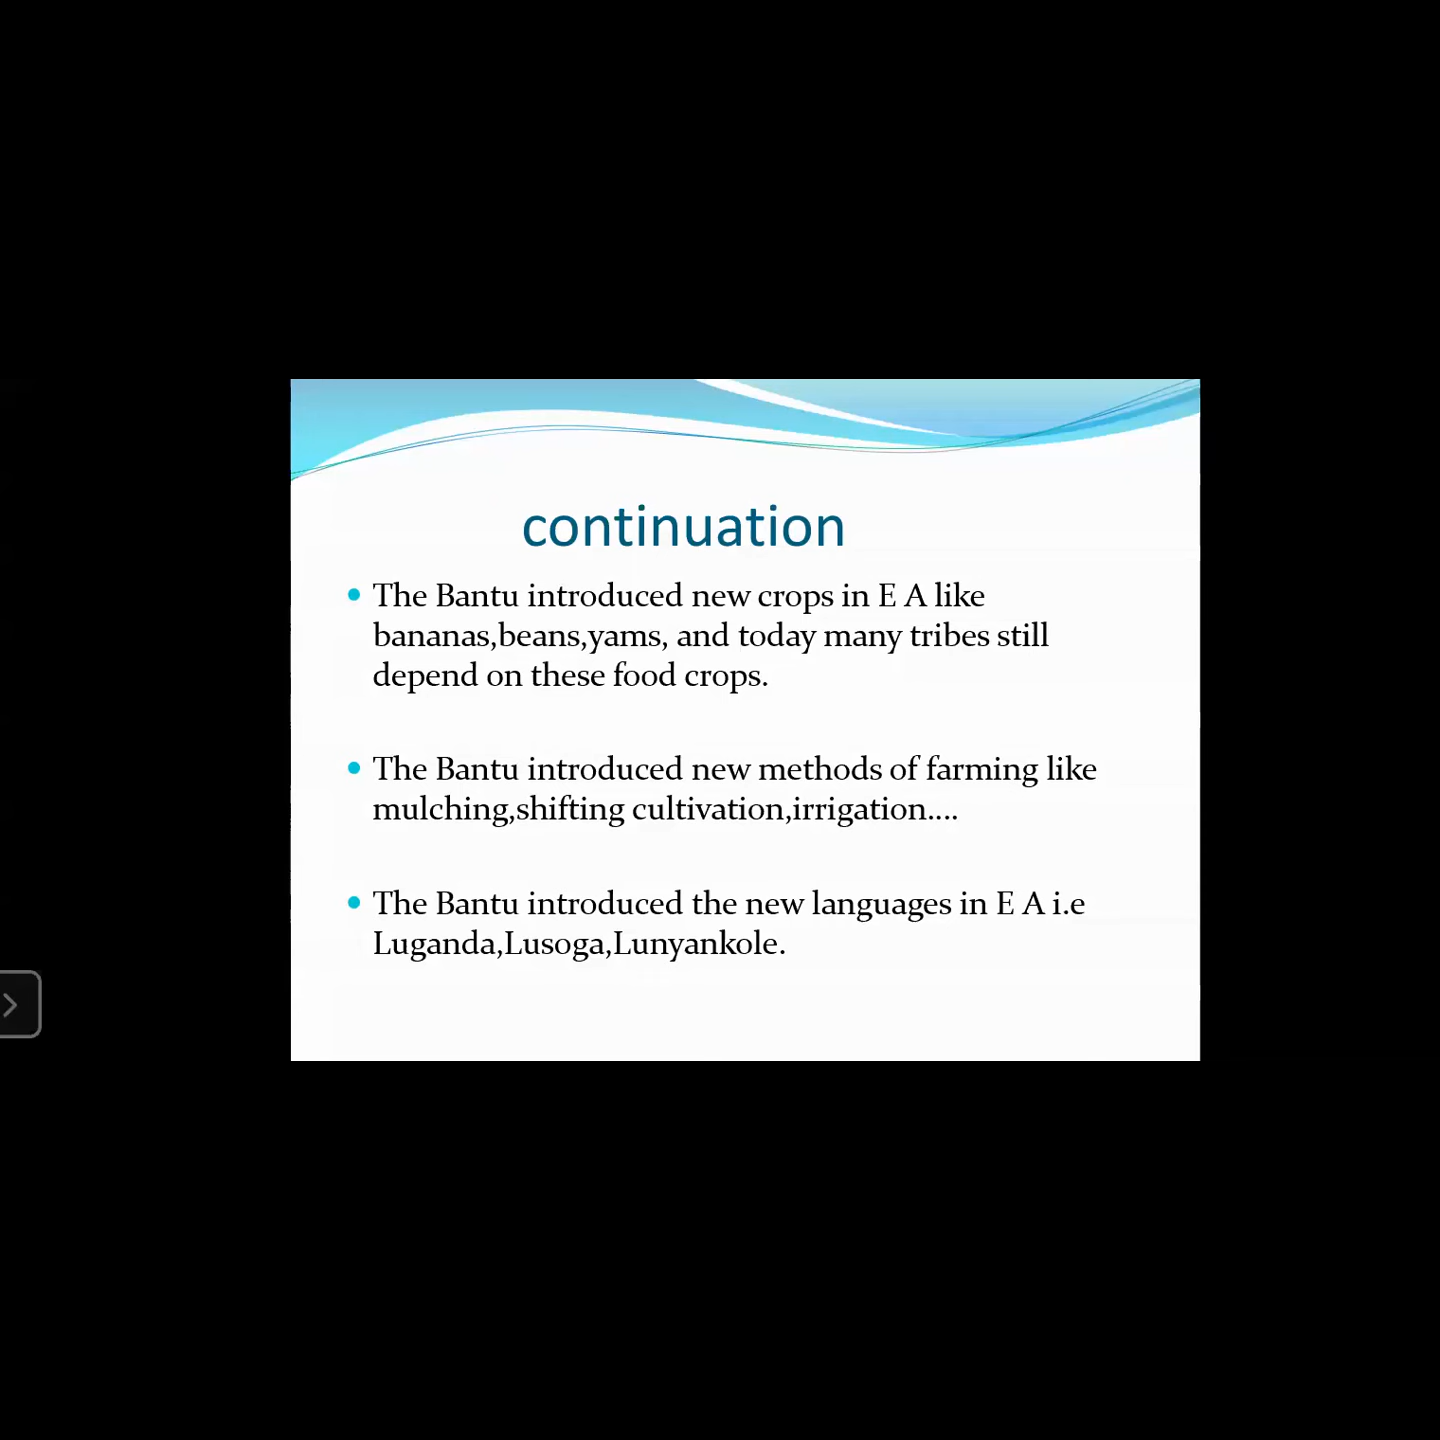 continuation
The Bantu introduced new crops in E A like
bananas,beans,yams, and today many tribes still
depend on these food crops.
The Bantu introduced new methods of farming like
mulching,shifting cultivation,irrigation....
The Bantu introduced the new languages in E A i.e
Luganda,Lusoga,Lunyankole.